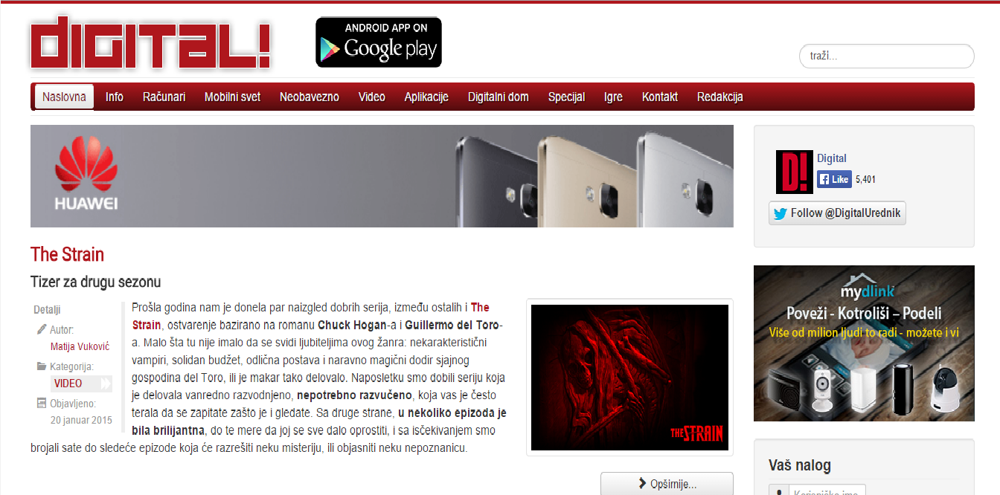 DIGITAL!
ANDROID APP ON
Google play
traži...
Naslovna Info Računari Mobilni svet Neobavezno Video Aplikacije Digitalni dom Specijal Igre Kontakt Redakcija
HUAWEI
Digital
D!
Like 5,401
Follow @DigitalUrednik
The Strain
Tizer za drugu sezonu
Detalji
Autor:
Matija Vuković
Kategorija:
VIDEO
Objavljeno:
20 januar 2015
Prošla godina nam je donela par naizgled dobrih serija, između ostalih i The
Strain, ostvarenje bazirano na romanu Chuck Hogan-a i Guillermo del Toro-
a. Malo šta tu nije imalo da se svidi ljubiteljima ovog žanra: nekarakteristični
vampiri, solidan budžet, odlična postava i naravno magični dodir sjajnog
gospodina del Toro, ili je makar tako delovalo. Naposletku smo dobili seriju koja
je delovala vanredno razvodnjeno, nepotrebno razvučeno, koja vas je često
terala da se zapitate zašto je i gledate. Sa druge strane, u nekoliko epizoda je
bila brilijantna, do te mere da joj se sve dalo oprostiti, i sa isčekivanjem smo
brojali sate do sledeće epizode koja će razrešiti neku misteriju, ili objasniti neku nepoznanicu.
THE STRAIN
Opširnije...
mydlink
Poveži - Kotroliši – Podeli
Više od milion ljudi to radi - možete i vi
Vaš nalog
Korisničko ime